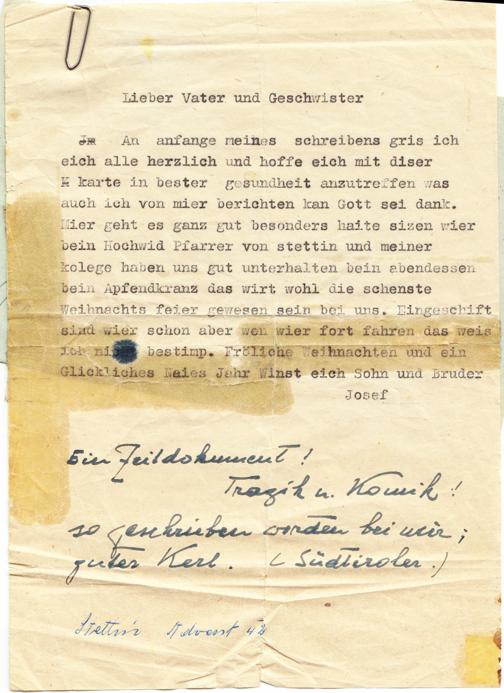 Lieber Vater und Geschwister
Jm An anfange meines schreibens gris ich
eich alle herzlich und hoffe eich mit diser
K karte in bester gesundheit anzutreffen was
auch ich von mier berichten kan Gott sei dank.
Mier geht es ganz gut besonders haite sizen wier
bein Hochwid Pfarrer von stettin und meiner
kolege haben uns gut unterhalten bein abendessen
bein Apfendkranz das wirt wohl die schenste
Weihnachts feier gewesen sein bei uns. Eingeschift
sind wier schon aber wen wier fort fahren das weis
ich bestimp. Fröliche Weihnachten und ein
Glickliches Naies Jahr Winst eich Sohn und Bruder
Josef
Ein Zeitdokument!
Tragik u. Komik!
so geschrieben worden bei mir;
guter Kerl. (Südtiroler.)
Stettin Advent 42